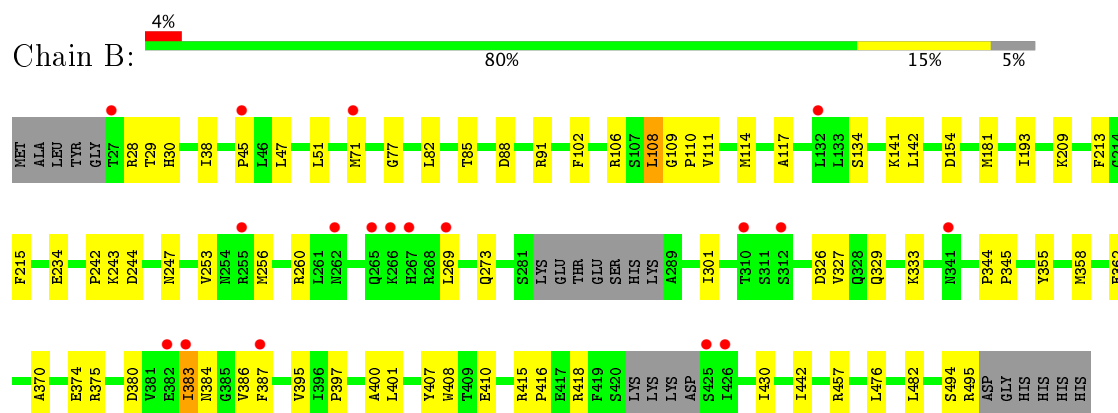 4%
Chain B:
80% 15% 5%
MET ALA LEU TYR GLY T27 R28 T29 H30 I38 P45 L46 L47 L51 M71 G77 L82 T85 D88 R91 F102 R106 S107 L108 G109 P110 V111 M114 A117 L132 L133 S134 K141 L142 D154 M181 I193 K209 F213 G214
F215 E234 P242 K243 D244 N247 V253 N254 R255 M256 R260 L261 N262 Q265 K266 H267 R268 L269 Q273 S281 LYS GLU THR GLU SER HIS LYS A289 I301 T310 S311 S312 D326 V327 Q328 Q329 K333 N341 P344 P345 Y355 M358
A370 E374 R375 D380 V381 E382 I383 N384 G385 V386 F387 V395 I396 P397 A400 L401 Y407 W408 T409 E410 R415 P416 E417 R418 F419 S420 LYS LYS LYS ASP S425 I426 I430 I442 R457 L476 L482 S494 R495 ASP GLY HIS HIS HIS HIS